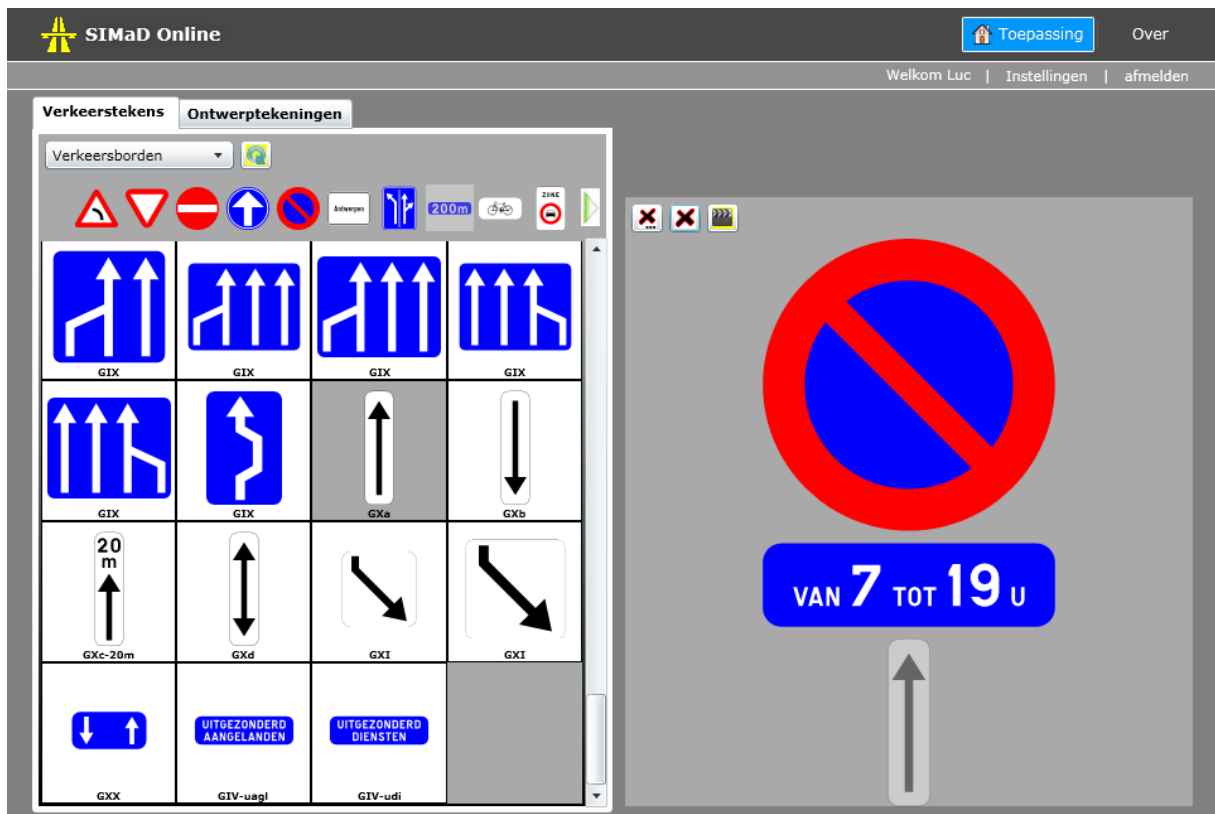 SIMaD Online
Toepassing
Over
Welkom Luc | Instellingen | afmelden
Verkeerstekens
Ontwerptekeningen
Verkeersborden
Antwerpen
200m
ZONE
GIX
GIX
GIX
GIX
GIX
GIX
GXa
GXb
20
m
GXc-20m
GXd
GXI
GXI
GXX
UITGEZONDERD
AANGELANDEN
GIV-uagl
UITGEZONDERD
DIENSTEN
GIV-udi
VAN 7 TOT 19 U